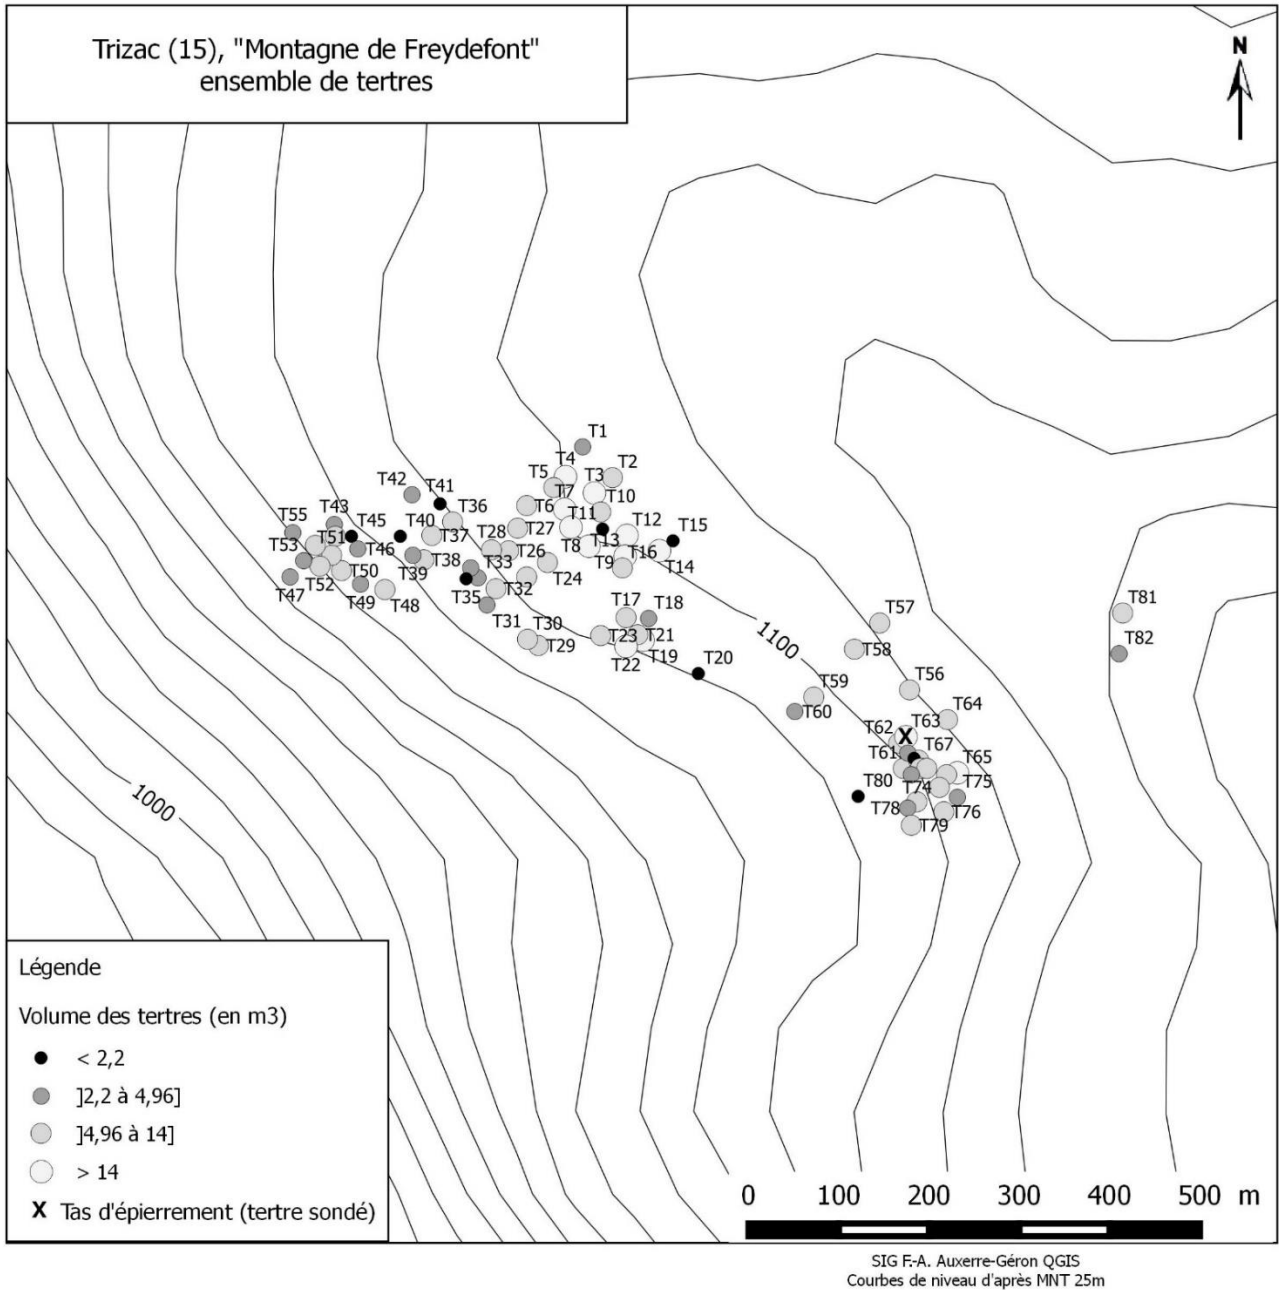 Trizac (15), "Montagne de Freydefont"
ensemble de tertres
N
T1
T4
T5
T3
T2
T7
T10
T42
T41
T6
T11
T12
T15
T55
T43
T45
T40
T36
T27
T13
T53
T51
T46
T37
T28
T26
T8
T16
T14
T39
T38
T33
T24
T9
T47
T52
T50
T49
T48
T35
T32
T31
T30
T29
T17
T18
T23
T21
T22
T19
T20
1100
T57
T58
T81
T82
T56
T59
T60
T64
T62
T63
T61
T67
T65
T80
T74
T75
T78
T76
T79
1000
Légende
Volume des tertres (en m3)
< 2,2
]2,2 à 4,96]
]4,96 à 14]
> 14
X Tas d'épierrement (tertre sondé)
0 100 200 300 400 500 m
SIG F.-A. Auxerre-Géron QGIS
Courbes de niveau d'après MNT 25m